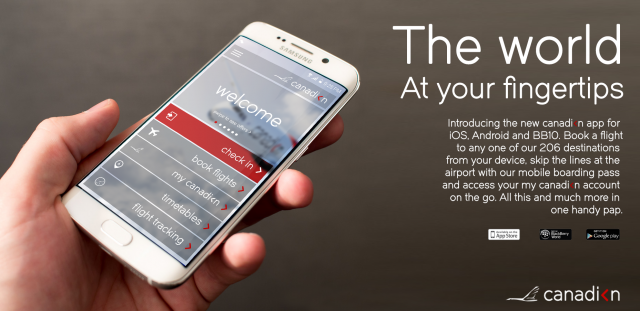 The world
At your fingertips
Introducing the new canadi‹n app for
iOS, Android and BB10. Book a flight
to any one of our 206 destinations
from your device, skip the lines at the
airport with our mobile boarding pass
and access your my canadi‹n account
on the go. All this and much more in
one handy pap.
App Store
BlackBerry
World
Google play
canadi‹n
SAMSUNG
canadi‹n
welcome
check in
book flights
my canadi‹n
timetables
flight tracking